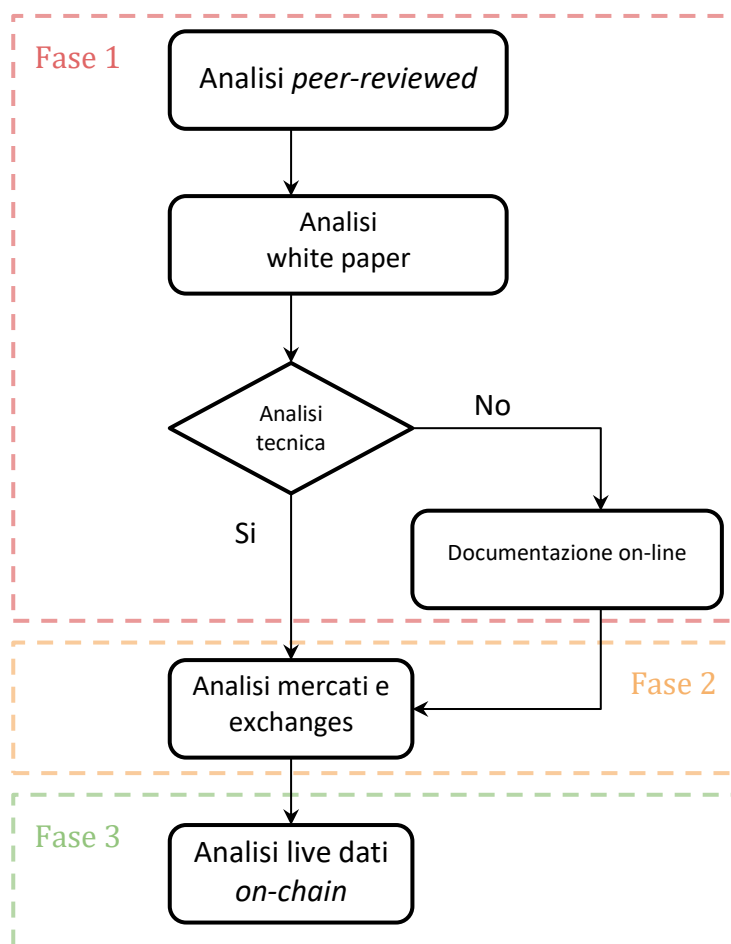 Fase 1
Analisi peer-reviewed
Analisi
white paper
Analisi
tecnica
No
Si
Documentazione on-line
Analisi mercati e
exchanges
Fase 2
Fase 3
Analisi live dati
on-chain